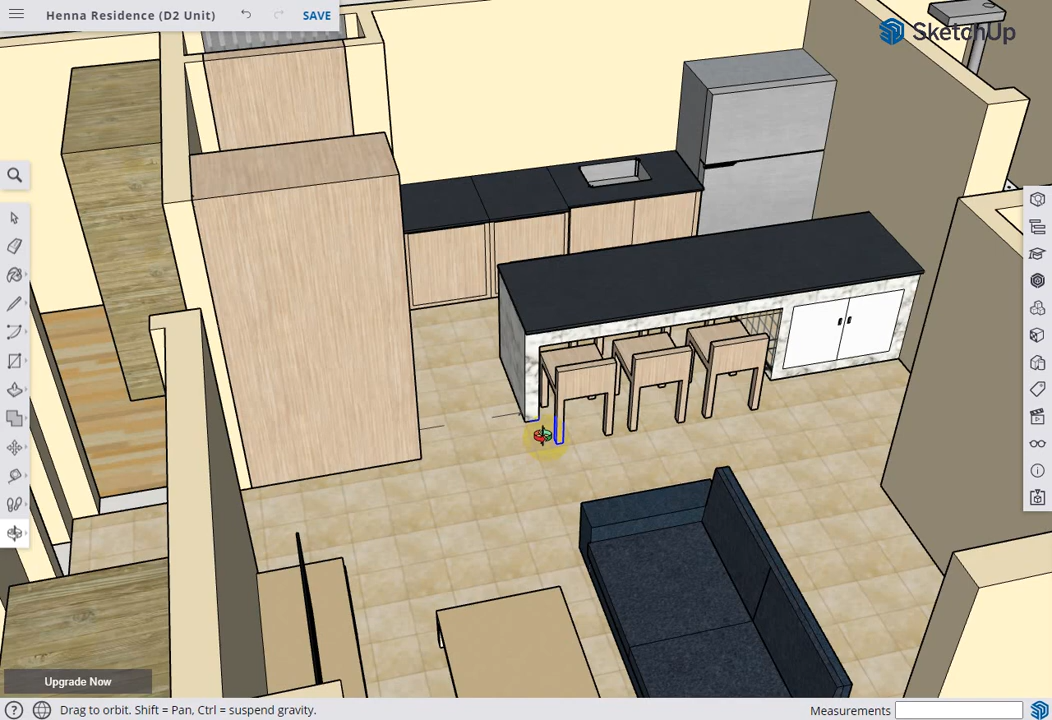 Henna Residence (D2 Unit)
SAVE
SketchUp
Upgrade Now
Drag to orbit. Shift = Pan, Ctrl = suspend gravity.
Measurements